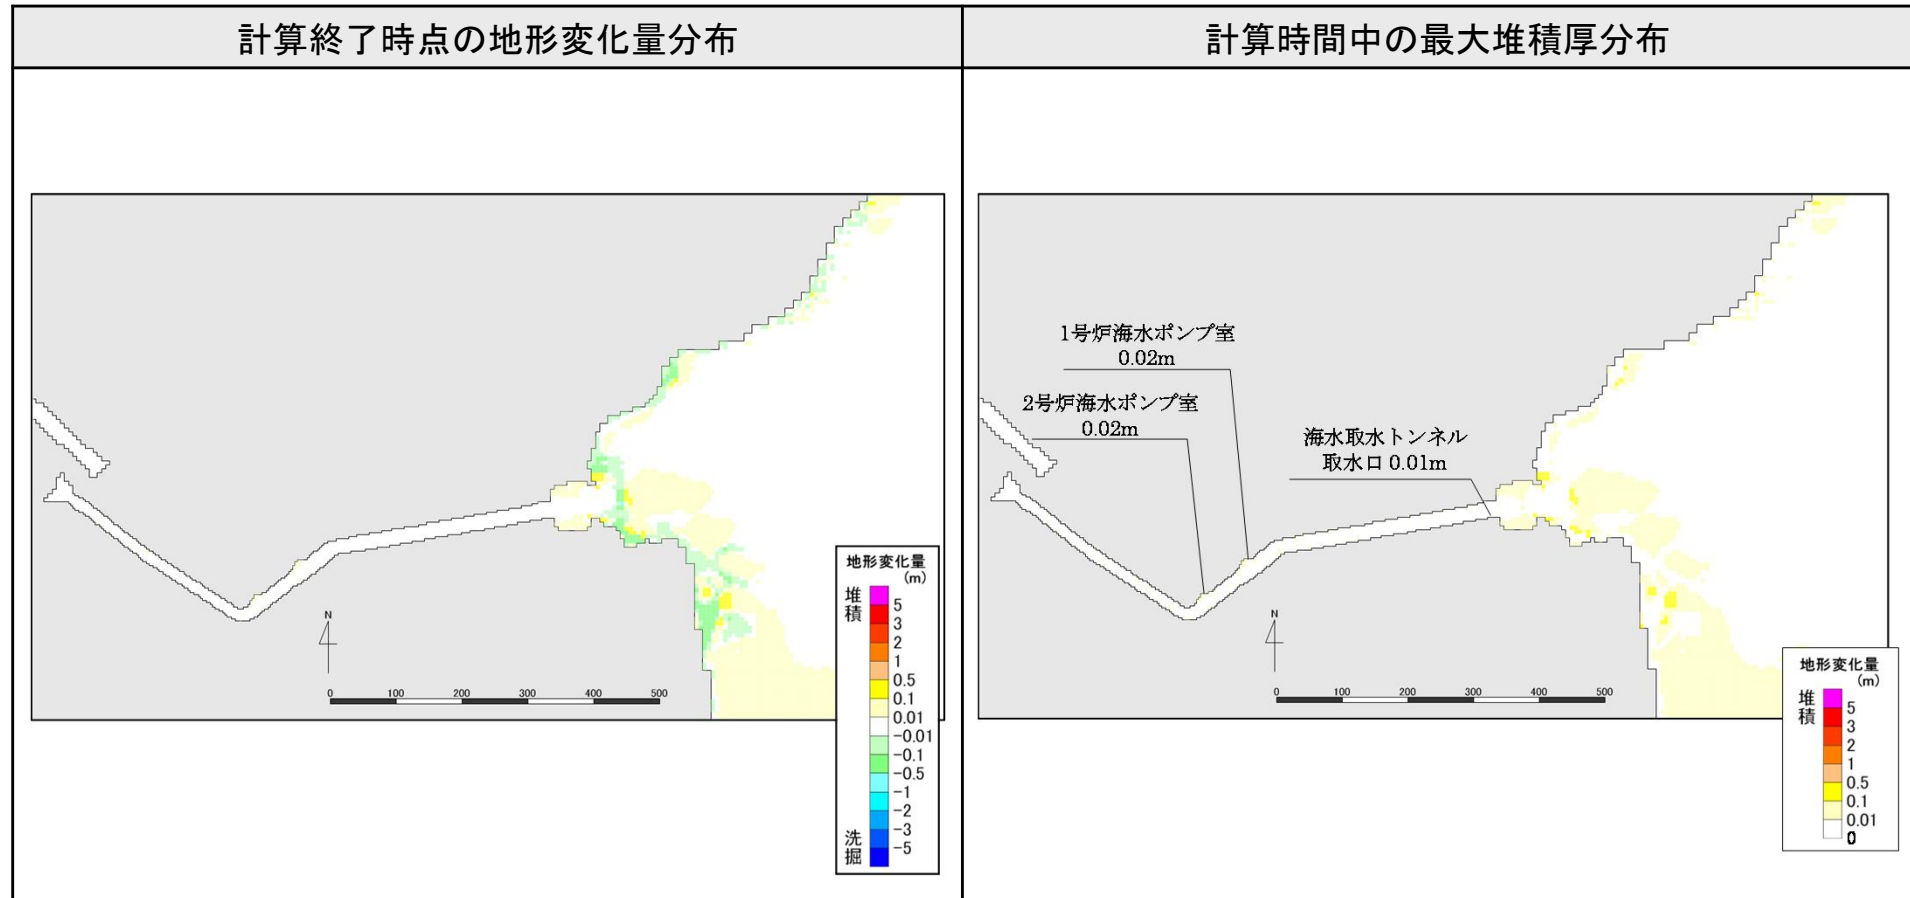 計算終了時点の地形変化量分布
計算時間中の最大堆積厚分布
N
0 100 200 300 400 500
地形変化量
(m)
堆積
5
3
2
1
0.5
0.1
0.01
-0.01
-0.1
-0.5
-1
-2
-3
-5
洗掘
1号炉海水ポンプ室
0.02m
2号炉海水ポンプ室
0.02m
海水取水トンネル
取水口 0.01m
N
0 100 200 300 400 500
地形変化量
(m)
堆積
5
3
2
1
0.5
0.1
0.01
0